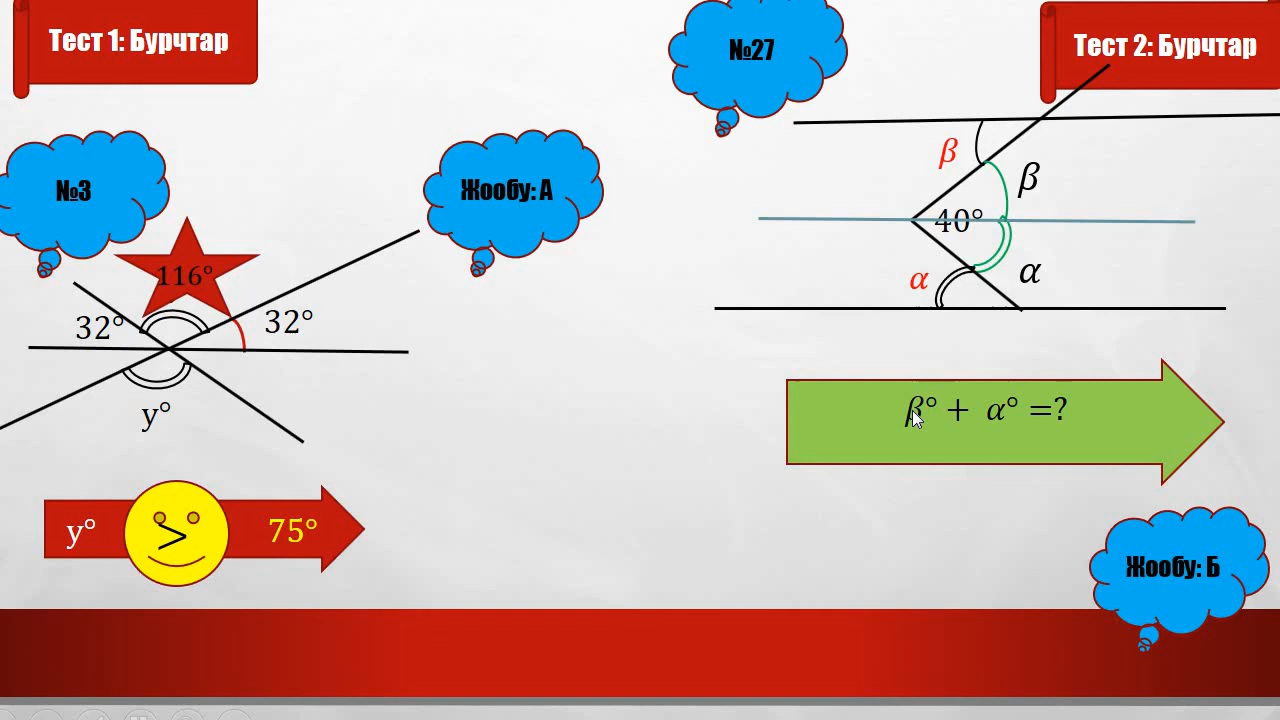 Тест 1: Бурчтар
№3
Жообу: А
116°
32°
32°
y°
y° > 75°
№27
Тест 2: Бурчтар
β
β
40°
α
α
β° + α° =?
Жообу: Б